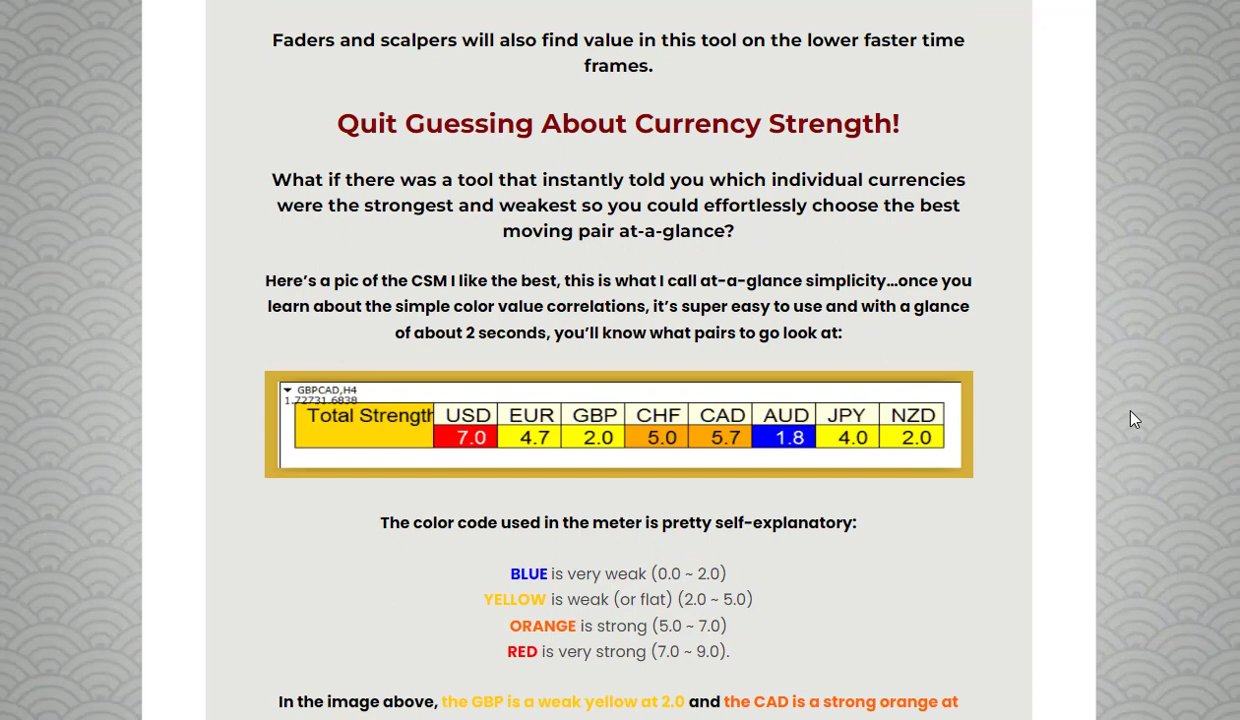 Faders and scalpers will also find value in this tool on the lower faster time
frames.
Quit Guessing About Currency Strength!
What if there was a tool that instantly told you which individual currencies
were the strongest and weakest so you could effortlessly choose the best
moving pair at-a-glance?
Here's a pic of the CSM I like the best, this is what I call at-a-glance simplicity…once you
learn about the simple color value correlations, it's super easy to use and with a glance
of about 2 seconds, you'll know what pairs to go look at:
GBPCAD,H4
1.72731.6838
Total Strength USD EUR GBP CHF CAD AUD JPY NZD
7.0 4.7 2.0 5.0 5.7 1.8 4.0 2.0
The color code used in the meter is pretty self-explanatory:
BLUE is very weak (0.0 ~ 2.0)
YELLOW is weak (or flat) (2.0 ~ 5.0)
ORANGE is strong (5.0 ~ 7.0)
RED is very strong (7.0 ~ 9.0).
In the image above, the GBP is a weak yellow at 2.0 and the CAD is a strong orange at